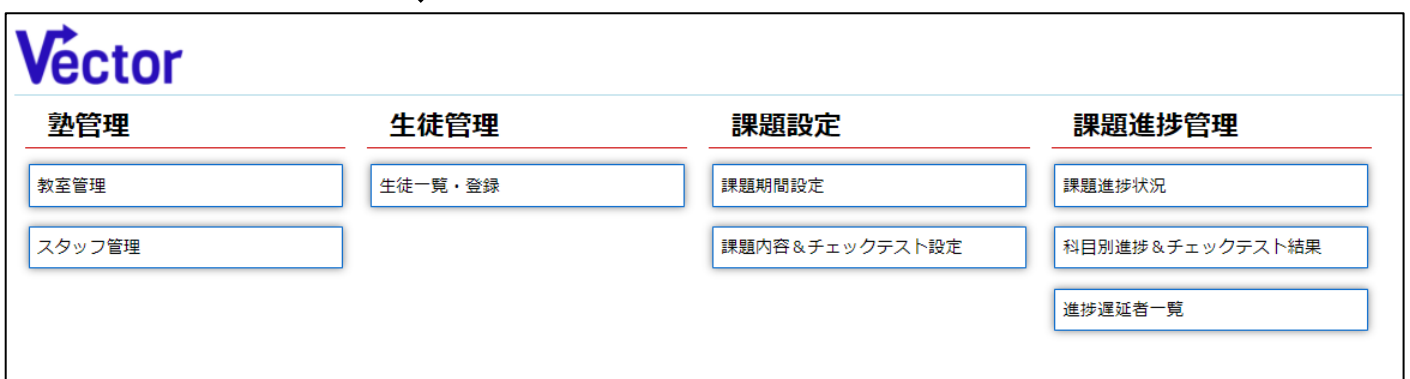 Vector
塾管理
教室管理
スタッフ管理
生徒管理
生徒一覧・登録
課題設定
課題期間設定
課題内容＆チェックテスト設定
課題進捗管理
課題進捗状況
科目別進捗＆チェックテスト結果
進捗遅延者一覧